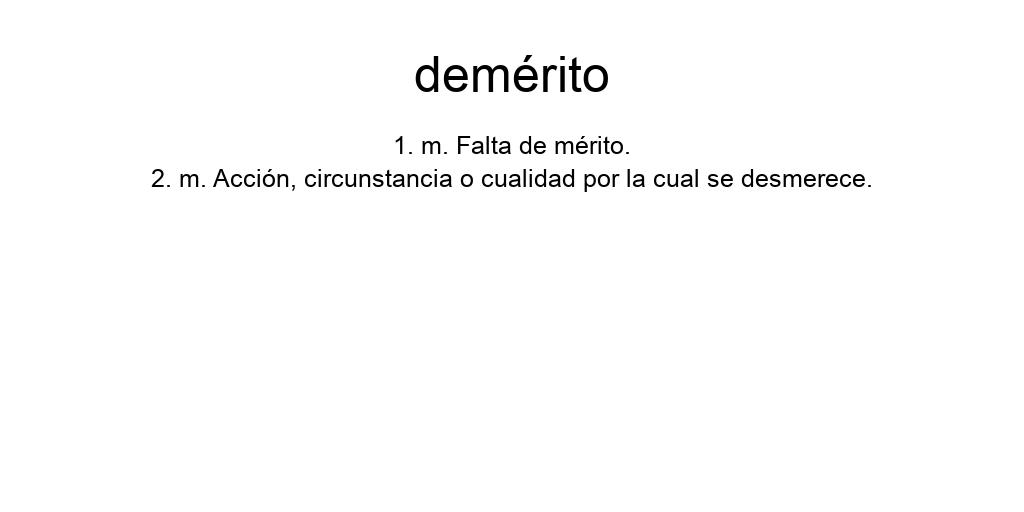 demérito
1. m. Falta de mérito.
2. m. Acción, circunstancia o cualidad por la cual se desmerece.